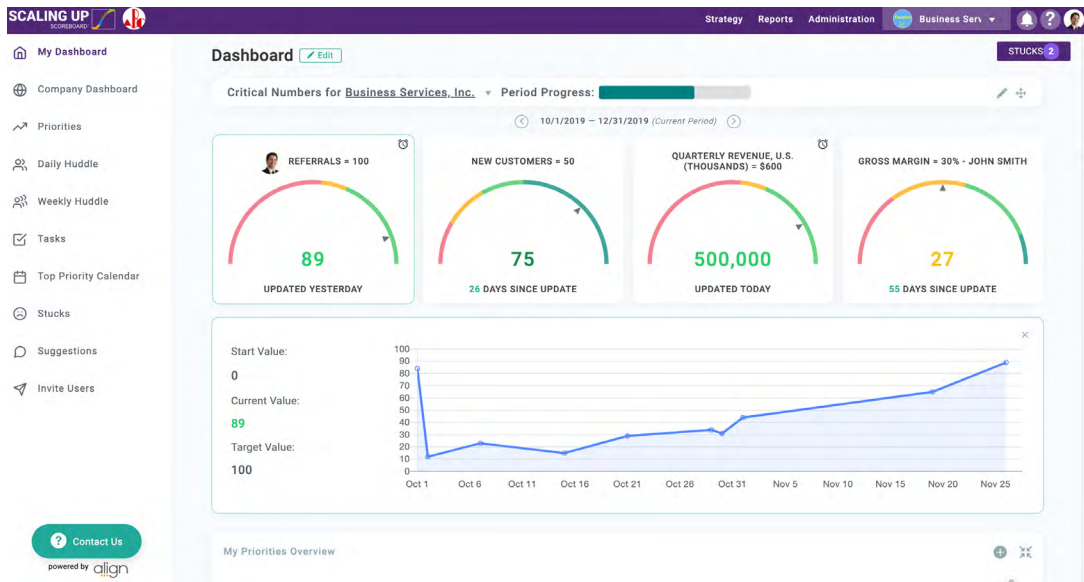 SCALING UP
SCOREBOARD
Strategy
Reports
Administration
Business Serv
My Dashboard
Company Dashboard
Priorities
Daily Huddle
Weekly Huddle
Tasks
Top Priority Calendar
Stucks
Suggestions
Invite Users
? Contact Us
powered by align
Dashboard
Edit
STUCKS 2
Critical Numbers for Business Services, Inc.
Period Progress:
10/1/2019 — 12/31/2019 (Current Period)
REFERRALS = 100
89
UPDATED YESTERDAY
NEW CUSTOMERS = 50
75
26 DAYS SINCE UPDATE
QUARTERLY REVENUE, U.S.
(THOUSANDS) = $600
500,000
UPDATED TODAY
GROSS MARGIN = 30% - JOHN SMITH
27
55 DAYS SINCE UPDATE
Start Value:
0
Current Value:
89
Target Value:
100
100
90
80
70
60
50
40
30
20
10
0
Oct 1
Oct 6
Oct 11
Oct 16
Oct 21
Oct 26
Oct 31
Nov 5
Nov 10
Nov 15
Nov 20
Nov 25
My Priorities Overview